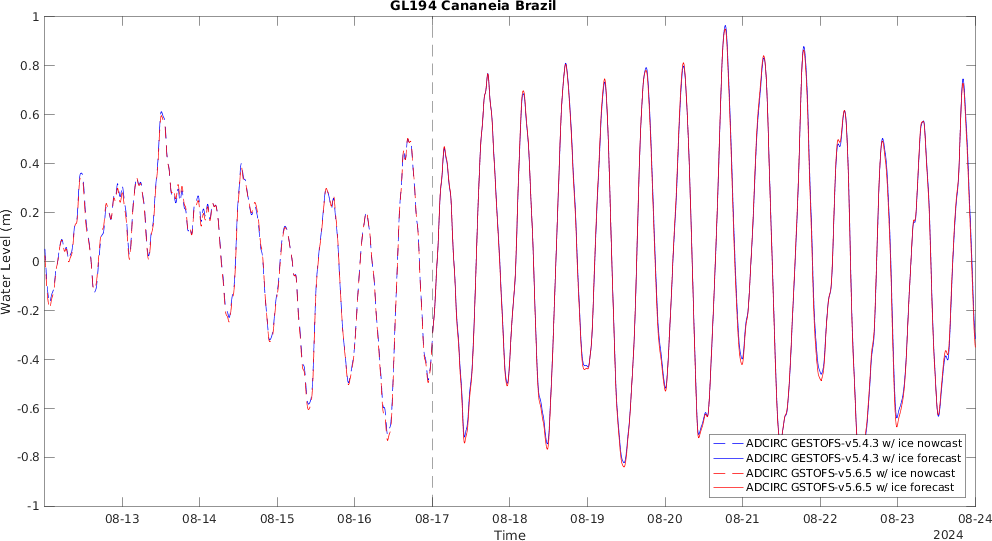 GL194 Cananeia Brazil
Water Level (m)
1
0.8
0.6
0.4
0.2
0
-0.2
-0.4
-0.6
-0.8
-1
ADCIRC GESTOFS-v5.4.3 w/ ice nowcast
ADCIRC GESTOFS-v5.4.3 w/ ice forecast
ADCIRC GSTOFS-v5.6.5 w/ ice nowcast
ADCIRC GSTOFS-v5.6.5 w/ ice forecast
08-13 08-14 08-15 08-16 08-17 08-18 08-19 08-20 08-21 08-22 08-23 08-24
Time
2024